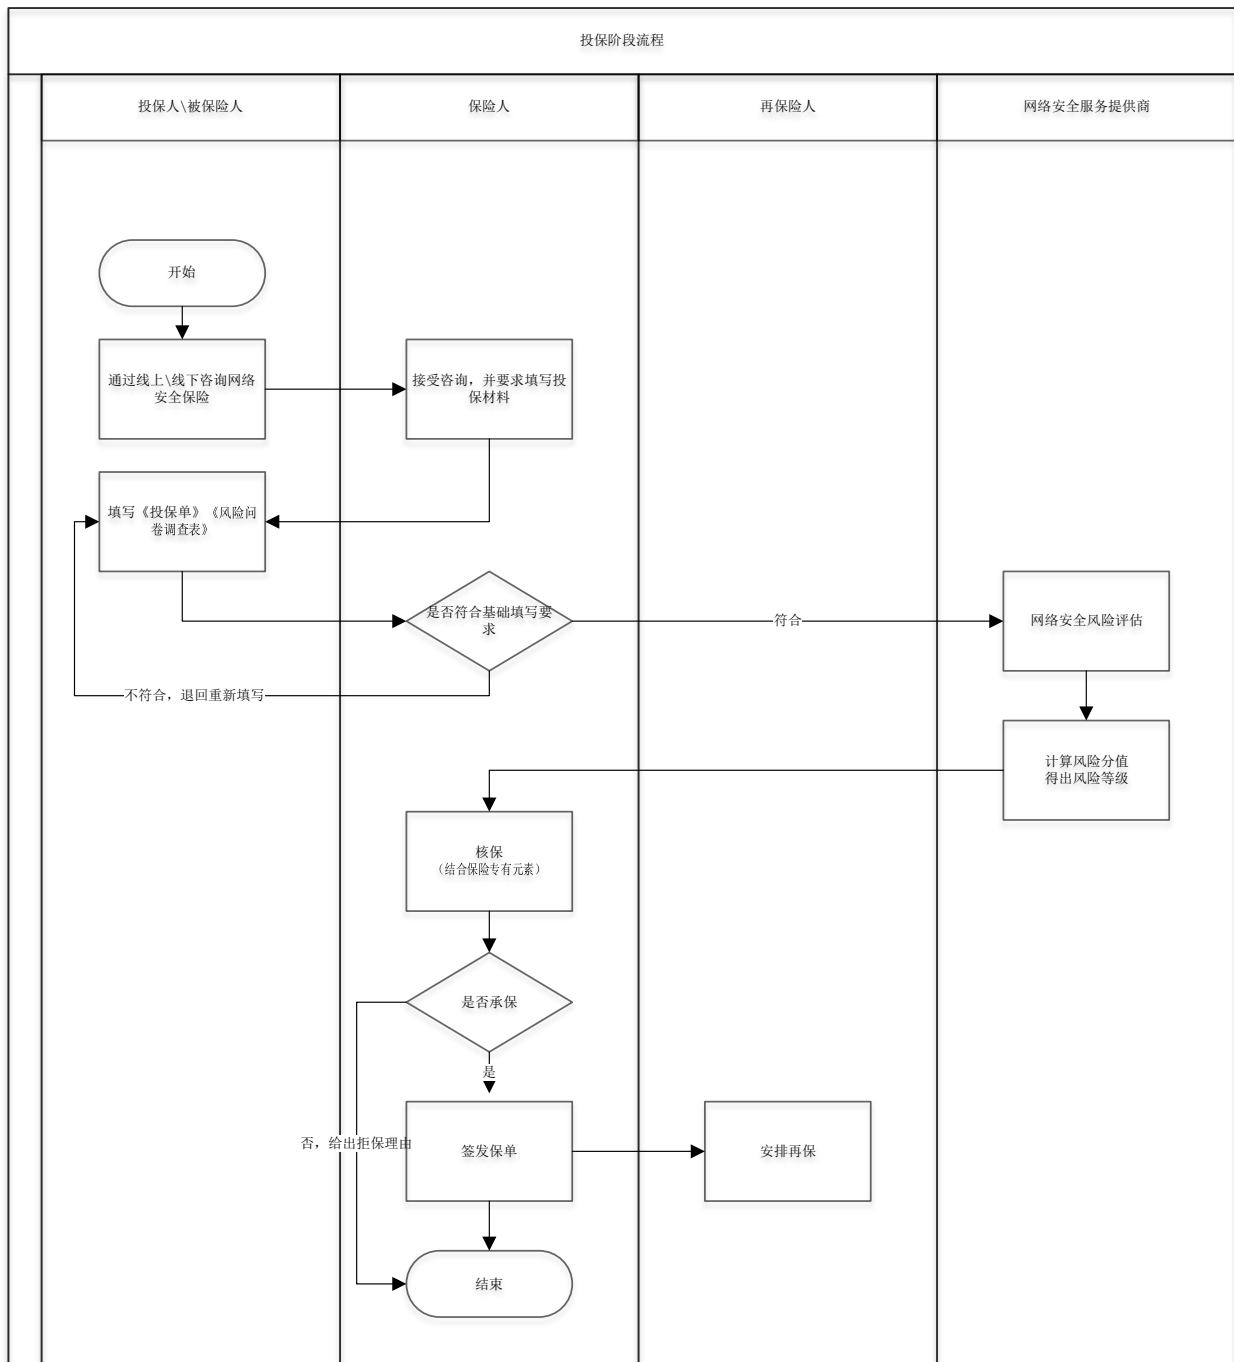 投保阶段流程
投保人\被保险人
保险人
再保险人
网络安全服务提供商
开始
通过线上\线下咨询网络
安全保险
接受咨询，并要求填写投
保材料
填写《投保单》《风险问
卷调查表》
是否符合基础填写要
求
符合
网络安全风险评估
不符合，退回重新填写
计算风险分值
得出风险等级
核保
（结合保险专有元素）
是否承保
是
否，给出拒保理由
签发保单
安排再保
结束